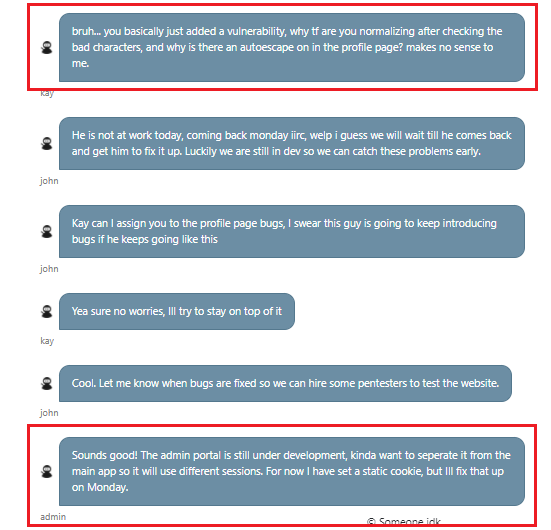 bruh... you basically just added a vulnerability, why tf are you normalizing after checking the
bad characters, and why is there an autoescape on in the profile page? makes no sense to
me.
kay
He is not at work today, coming back monday iirc, welp i guess we will wait till he comes back
and get him to fix it up. Luckily we are still in dev so we can catch these problems early.
john
Kay can I assign you to the profile page bugs, I swear this guy is going to keep introducing
bugs if he keeps going like this
john
Yea sure no worries, Ill try to stay on top of it
kay
Cool. Let me know when bugs are fixed so we can hire some pentesters to test the website.
john
Sounds good! The admin portal is still under development, kinda want to seperate it from the
main app so it will use different sessions. For now I have set a static cookie, but Ill fix that up
on Monday.
admin
© Someone idk